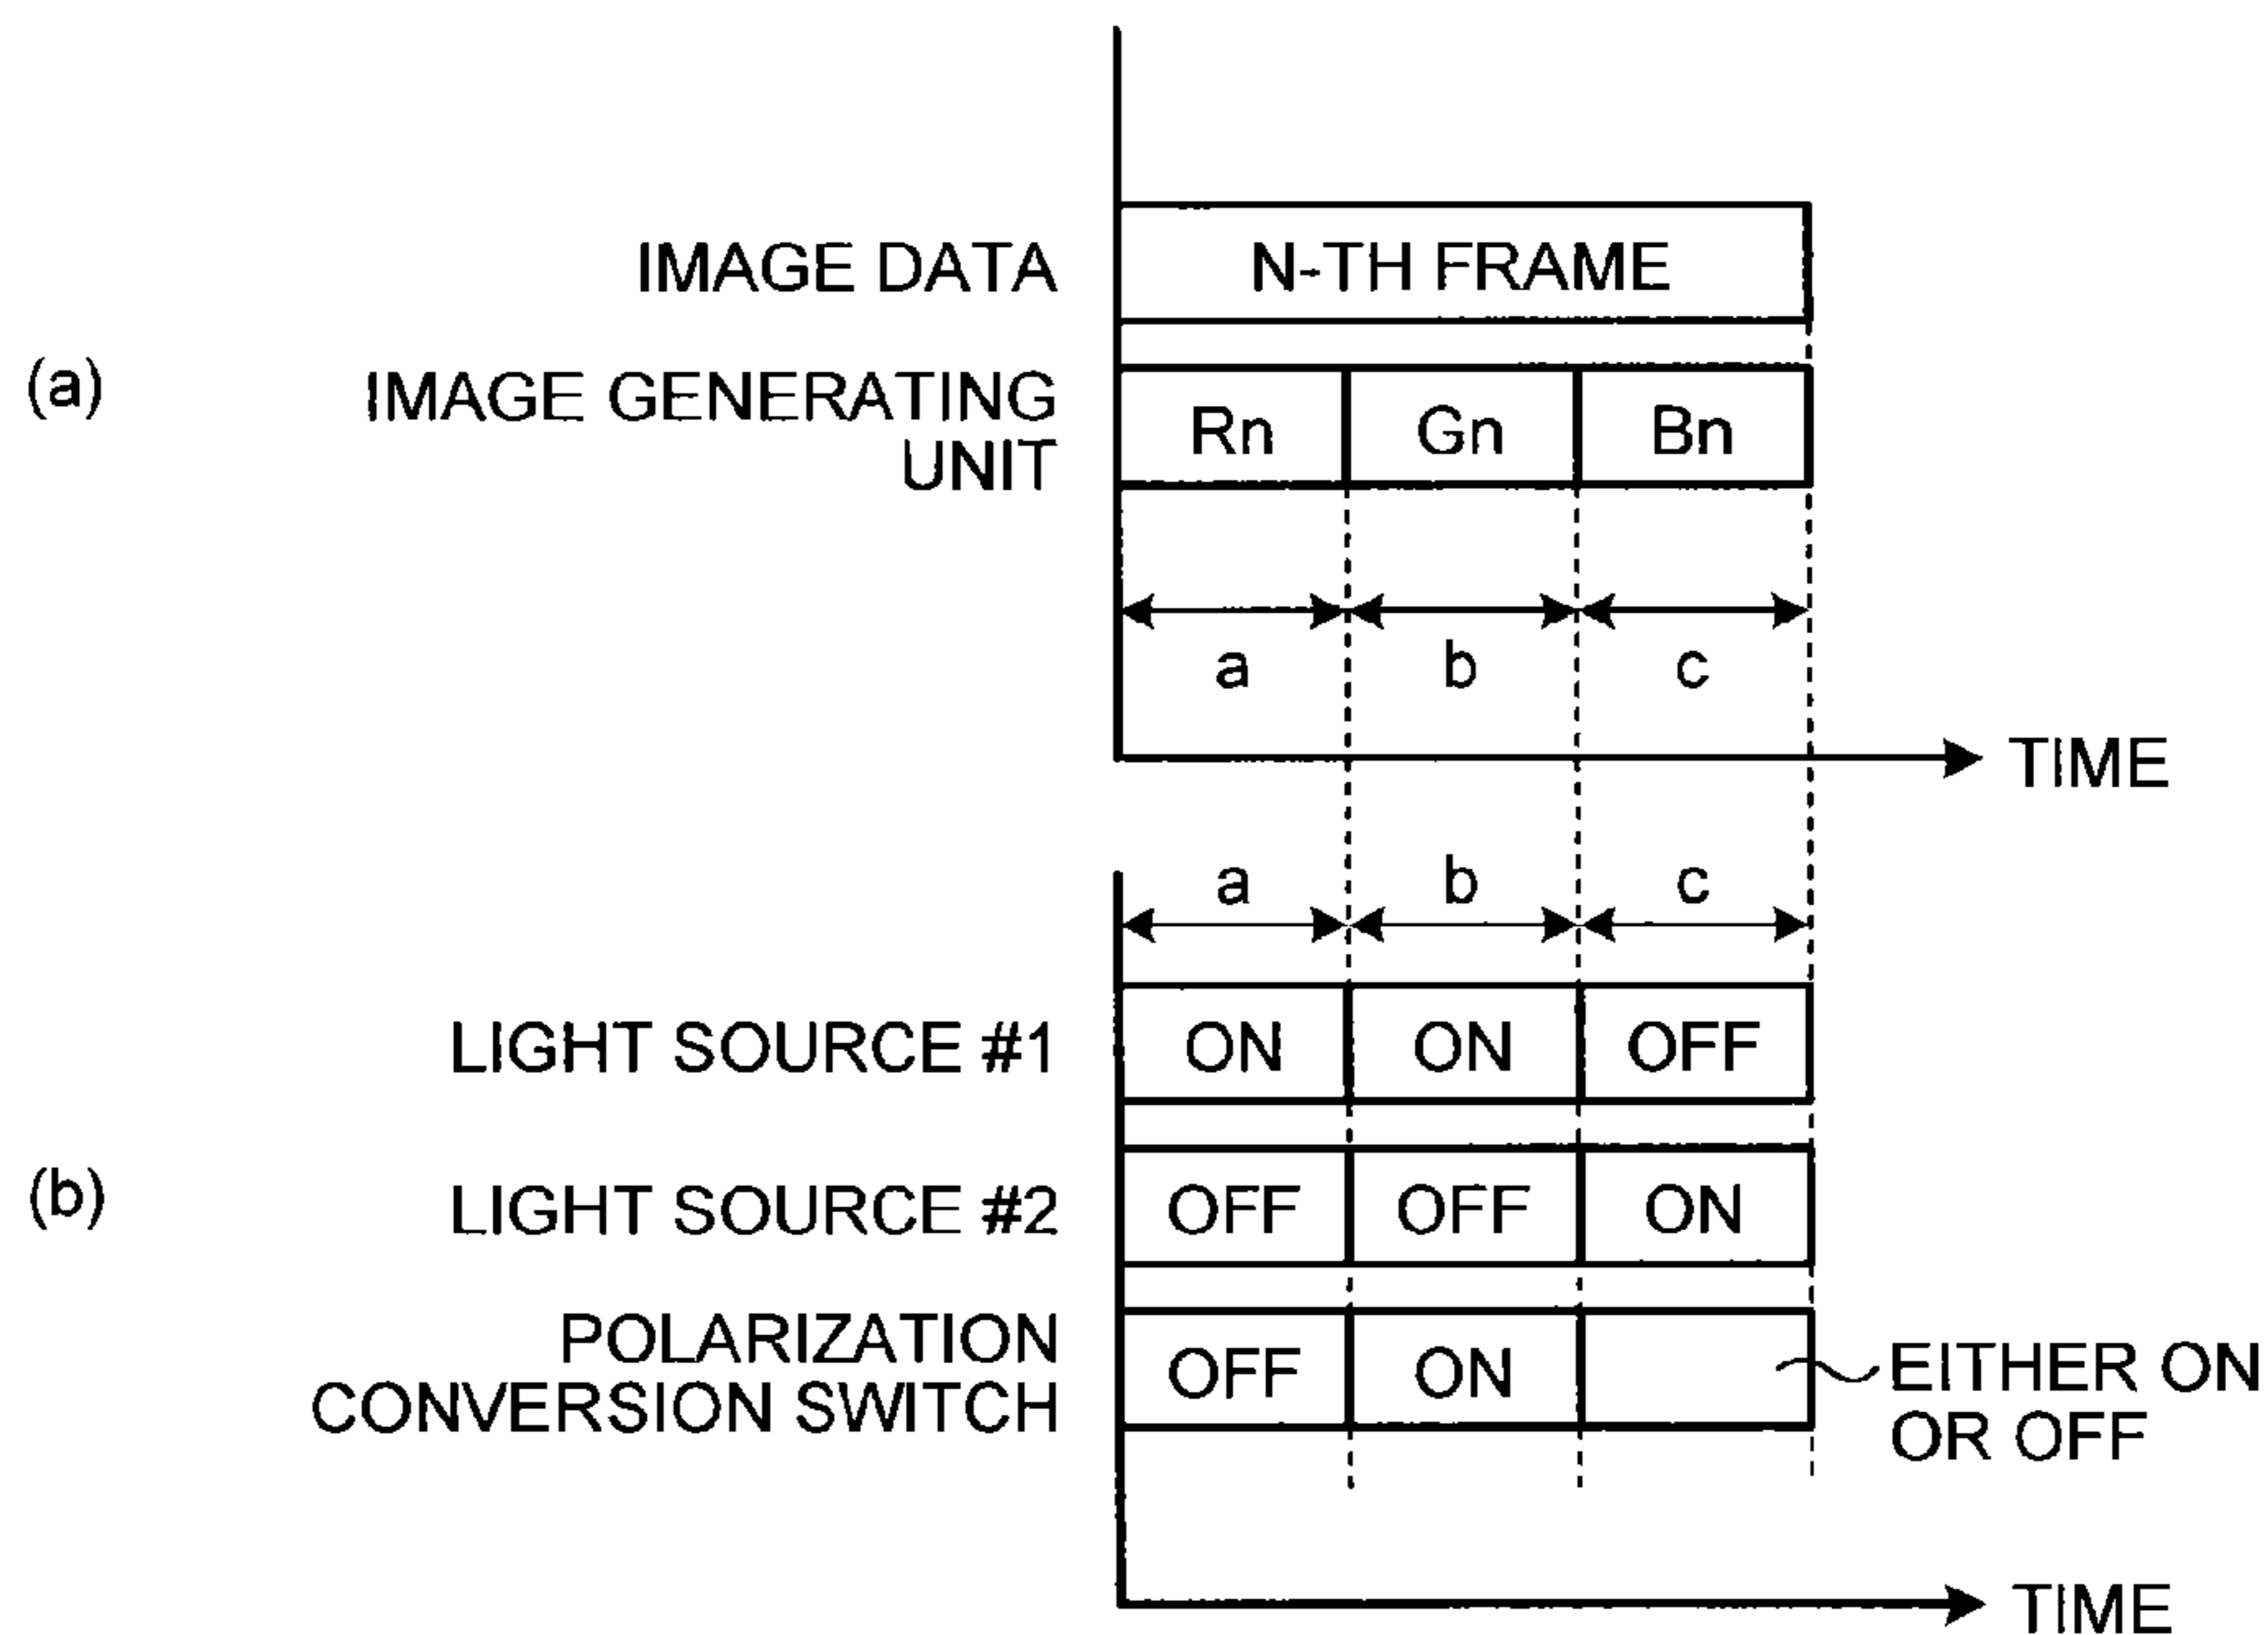 IMAGE DATA
N-TH FRAME
(a)
IMAGE GENERATING
UNIT
Rn Gn Bn
a b c
TIME
a b c
LIGHT SOURCE #1
ON ON OFF
(b)
LIGHT SOURCE #2
OFF OFF ON
POLARIZATION
CONVERSION SWITCH
OFF ON
EITHER ON
OR OFF
TIME